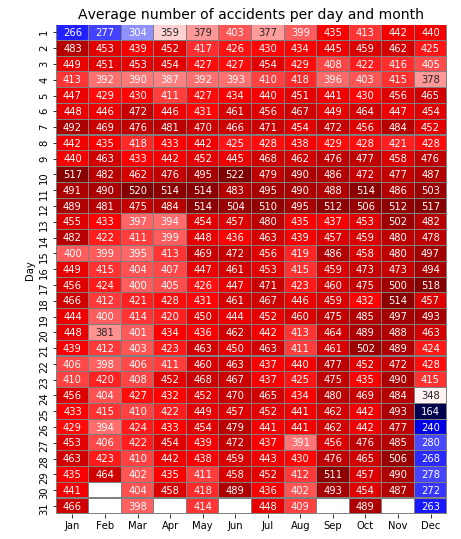 Average number of accidents per day and month
1 266 277 304 359 379 403 377 399 435 413 442 440
2 483 453 439 452 417 426 430 434 445 459 462 425
3 449 451 453 454 427 427 454 429 408 422 416 405
4 413 392 390 387 392 393 410 418 396 403 415 378
5 447 429 430 411 427 434 440 451 441 430 456 465
6 448 446 472 446 431 461 456 467 449 464 447 454
7 492 469 476 481 470 466 471 454 472 456 484 452
8 442 435 418 433 442 425 428 438 429 428 421 428
9 440 463 433 442 452 445 468 462 476 477 458 476
10 517 482 462 476 495 522 479 490 486 472 477 487
11 491 490 520 514 514 483 495 490 488 514 486 503
12 489 481 475 484 514 504 510 495 512 506 512 517
13 455 433 397 394 454 457 480 435 437 453 502 482
14 482 422 411 399 448 436 463 439 457 459 480 478
15 400 399 395 413 469 472 456 419 486 458 480 497
16 449 415 404 407 447 461 453 415 459 473 473 494
17 456 424 400 405 426 447 471 423 460 475 500 518
18 466 412 421 428 431 461 467 446 459 432 514 457
19 444 400 414 420 450 444 452 460 475 485 497 493
20 448 381 401 434 436 462 442 413 464 489 488 463
21 439 412 403 423 463 450 463 411 461 502 489 424
22 406 398 406 411 460 463 437 440 477 452 472 428
23 410 420 408 452 468 467 437 425 475 435 490 415
24 456 404 427 432 452 470 465 434 480 469 484 348
25 433 415 410 422 449 457 452 441 462 442 493 164
26 429 394 424 433 454 479 441 441 462 442 477 240
27 453 406 422 454 439 472 437 391 456 476 485 280
28 463 423 410 442 438 459 443 430 476 465 506 268
29 435 464 402 435 411 458 452 412 511 457 490 278
30 441 404 458 418 489 436 402 493 454 487 272
31 466 398 414 448 409 489 263
Jan Feb Mar Apr May Jun Jul Aug Sep Oct Nov Dec
Day